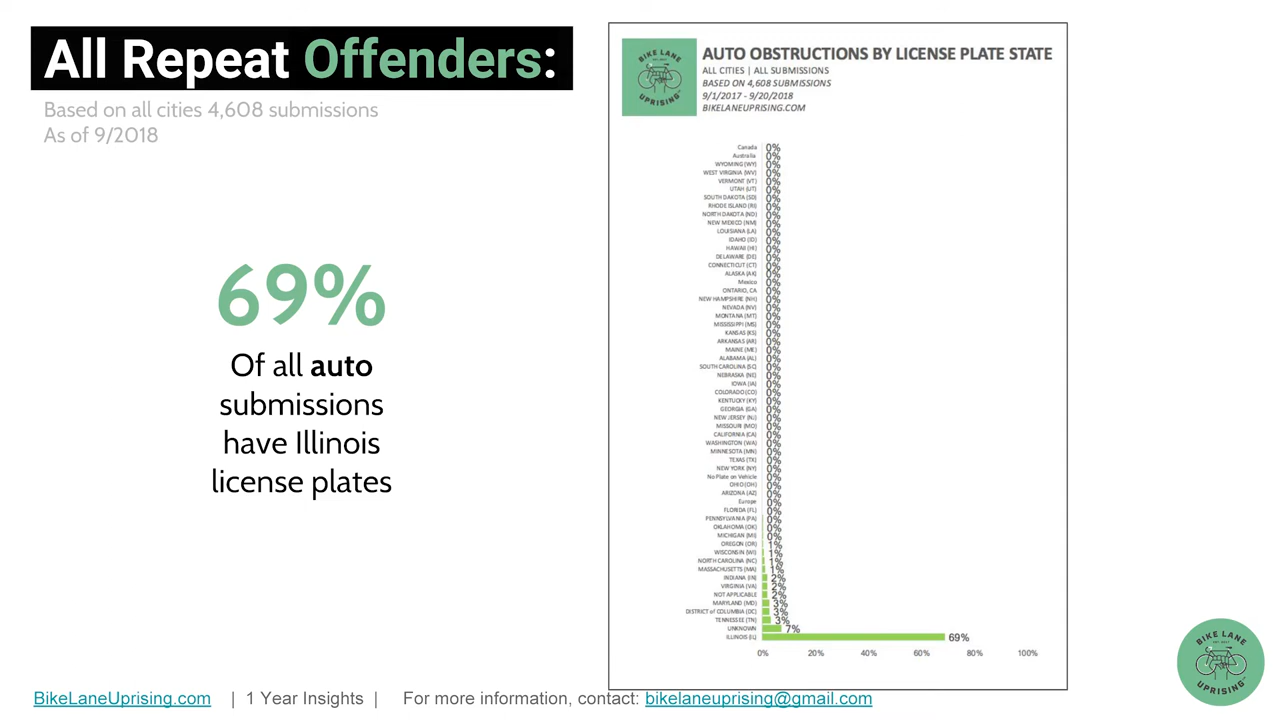 All Repeat Offenders:
Based on all cities 4,608 submissions
As of 9/2018
69%
Of all auto
submissions
have Illinois
license plates
BIKE LANE
UPRISING
AUTO OBSTRUCTIONS BY LICENSE PLATE STATE
ALL CITIES | ALL SUBMISSIONS
BASED ON 4,608 SUBMISSIONS
9/1/2017 - 9/20/2018
BIKELANEUPRISING.COM
Canada 0%
Australia 0%
WYOMING (WY) 0%
WEST VIRGINIA (WV) 0%
VERMONT (VT) 0%
UTAH (UT) 0%
SOUTH DAKOTA (SD) 0%
RHODE ISLAND (RI) 0%
NORTH DAKOTA (ND) 0%
NEW MEXICO (NM) 0%
LOUISIANA (LA) 0%
IDAHO (ID) 0%
HAWAII (HI) 0%
DELAWARE (DE) 0%
CONNECTICUT (CT) 0%
ALASKA (AK) 0%
Mexico 0%
ONTARIO, CA 0%
NEW HAMPSHIRE (NH) 0%
NEVADA (NV) 0%
MONTANA (MT) 0%
MISSISSIPPI (MS) 0%
KANSAS (KS) 0%
ARKANSAS (AR) 0%
MAINE (ME) 0%
ALABAMA (AL) 0%
SOUTH CAROLINA (SC) 0%
NEBRASKA (NE) 0%
IOWA (IA) 0%
COLORADO (CO) 0%
KENTUCKY (KY) 0%
GEORGIA (GA) 0%
NEW JERSEY (NJ) 0%
MISSOURI (MO) 0%
CALIFORNIA (CA) 0%
WASHINGTON (WA) 0%
MINNESOTA (MN) 0%
TEXAS (TX) 0%
NEW YORK (NY) 0%
No Plate on Vehicle 0%
OHIO (OH) 0%
ARIZONA (AZ) 0%
Europe 0%
FLORIDA (FL) 0%
PENNSYLVANIA (PA) 0%
OKLAHOMA (OK) 0%
MICHIGAN (MI) 0%
OREGON (OR) 1%
WISCONSIN (WI) 1%
NORTH CAROLINA (NC) 1%
MASSACHUSETTS (MA) 1%
INDIANA (IN) 2%
VIRGINIA (VA) 2%
NOT APPLICABLE 2%
MARYLAND (MD) 3%
DISTRICT of COLUMBIA (DC) 3%
TENNESSEE (TN) 3%
UNKNOWN 7%
ILLINOIS (IL) 69%
0% 20% 40% 60% 80% 100%
BIKE LANE
UPRISING
BikeLaneUprising.com | 1 Year Insights | For more information, contact: bikelaneuprising@gmail.com